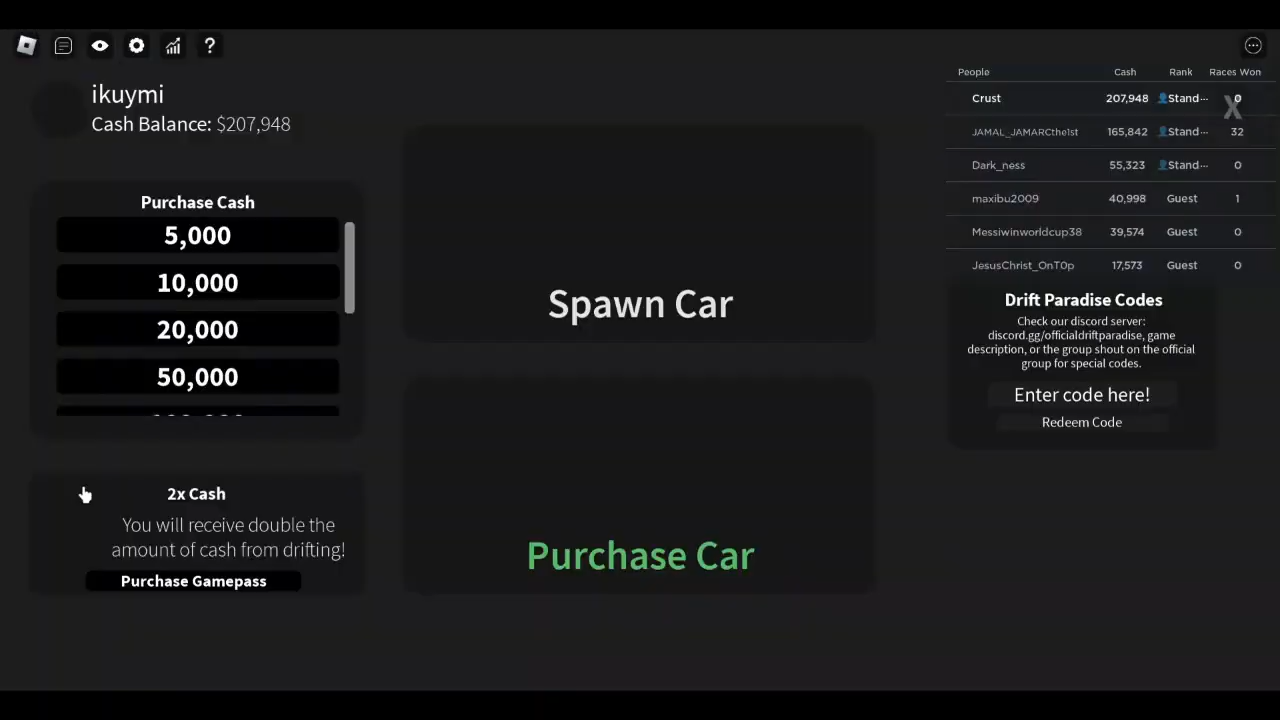 ikuymi
Cash Balance: $207,948
Purchase Cash
5,000
10,000
20,000
50,000
2x Cash
You will receive double the
amount of cash from drifting!
Purchase Gamepass
Spawn Car
Purchase Car
People Cash Rank Races Won
Crust 207,948 Stand... 0
X
JAMAL_JAMARCthe1st 165,842 Stand... 32
Dark_ness 55,323 Stand... 0
maxibu2009 40,998 Guest 1
Messiwinworldcup38 39,574 Guest 0
JesusChrist_OnT0p 17,573 Guest 0
Drift Paradise Codes
Check our discord server:
discord.gg/officialdriftparadise, game
description, or the group shout on the official
group for special codes.
Enter code here!
Redeem Code